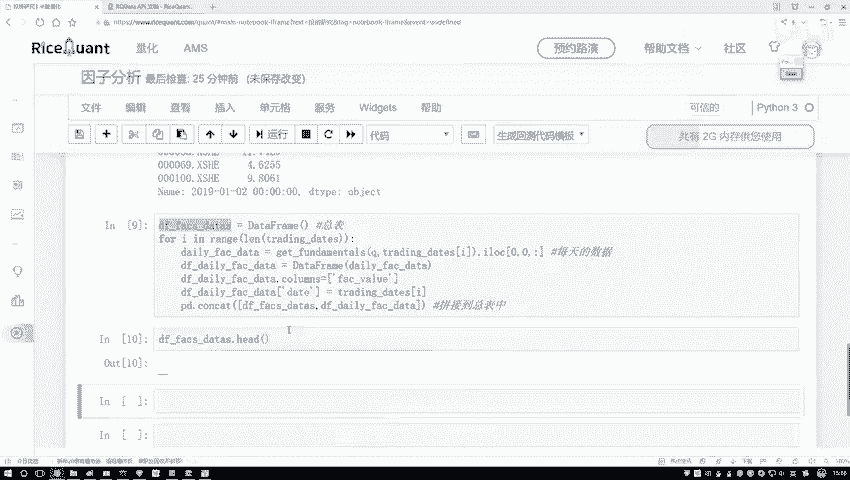 RQData API 文档 - RiceQuant...
RiceQuant 量化 AMS 预约路演 帮助文档 社区
因子分析 最后检查: 25 分钟前 (未保存改变)
文件 编辑 查看 插入 单元格 服务 Widgets 帮助 可信的 Python 3
运行 代码 生成回测代码模板 共有 2G 内存供您使用
000069.XSHE 4.6255
000100.XSHE 9.8061
Name: 2019-01-02 00:00:00, dtype: object
In [9]: df_facs_datas = DataFrame() #总表
for i in range(len(trading_dates)):
daily_fac_data = get_fundamentals(q,trading_dates[i]).iloc[0,0,:] #每天的数据
df_daily_fac_data = DataFrame(daily_fac_data)
df_daily_fac_data.columns=['fac_value']
df_daily_fac_data['date'] = trading_dates[i]
pd.concat([df_facs_datas,df_daily_fac_data]) #拼接到总表中
In [10]: df_facs_datas.head()
Out[10]:
In [ ]:
In [ ]: